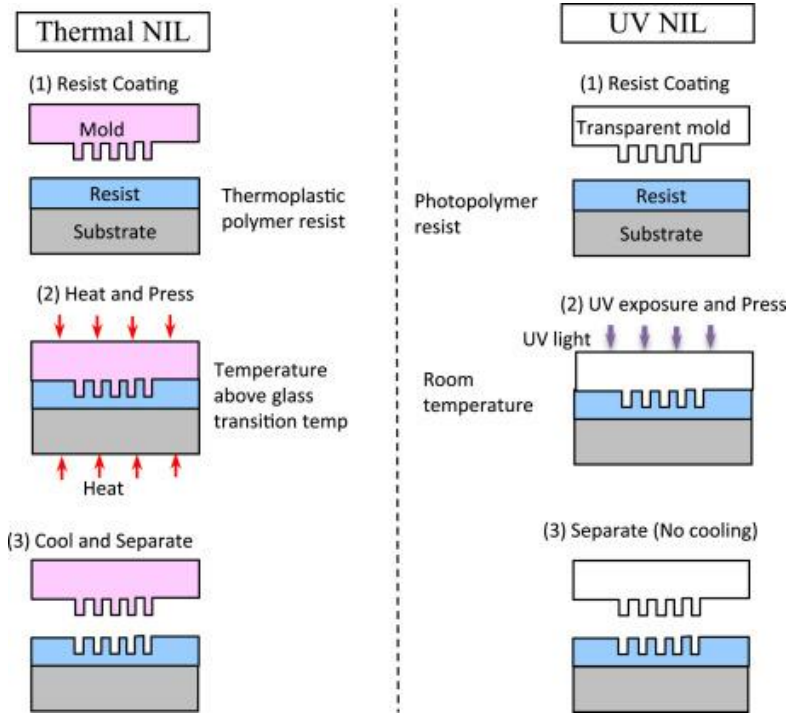 Thermal NIL
(1) Resist Coating
Mold
Resist
Substrate
Thermoplastic
polymer resist
(2) Heat and Press
Temperature
above glass
transition temp
Heat
(3) Cool and Separate
UV NIL
(1) Resist Coating
Transparent mold
Photopolymer
resist
Resist
Substrate
(2) UV exposure and Press
UV light
Room
temperature
(3) Separate (No cooling)